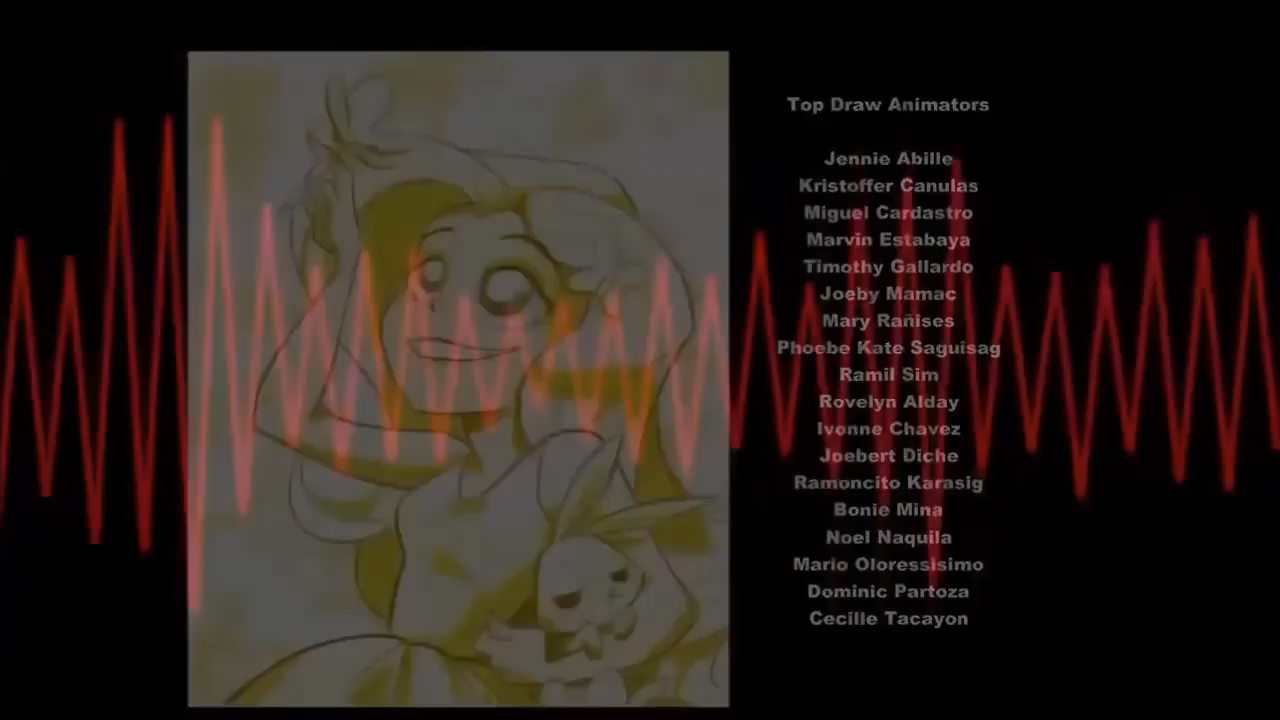 Top Draw Animators
Jennie Abille
Kristoffer Canulas
Miguel Cardastro
Marvin Estabaya
Timothy Gallardo
Joeby Mamac
Mary Rañises
Phoebe Kate Saguisag
Ramil Sim
Rovelyn Alday
Ivonne Chavez
Joebert Diche
Ramoncito Karasig
Bonie Mina
Noel Naquila
Mario Oloressisimo
Dominic Partoza
Cecille Tacayon